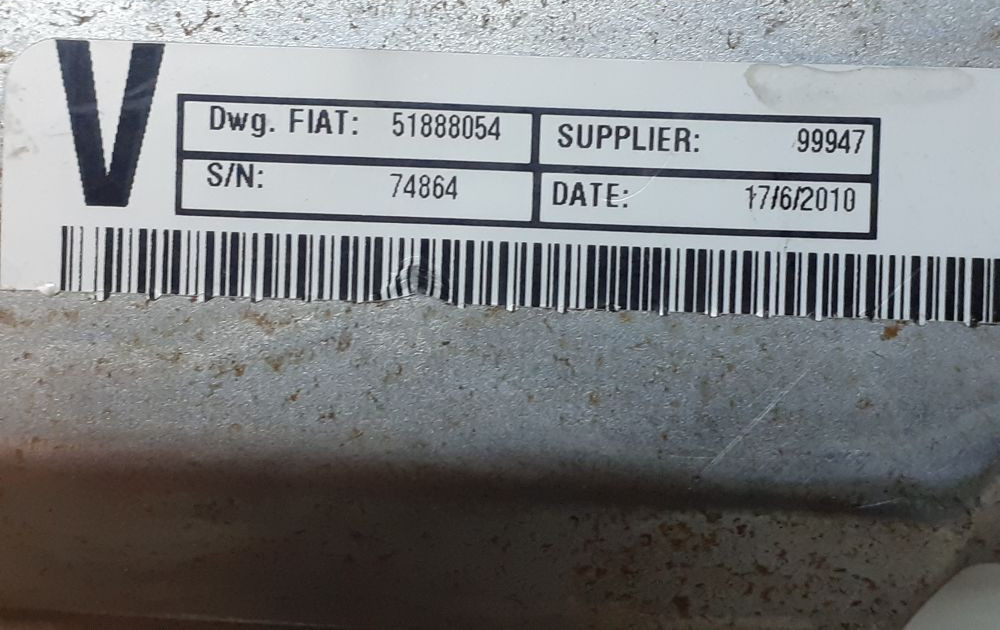 V
Dwg. FIAT: 51888054 SUPPLIER: 99947
S/N: 74864 DATE: 17/6/2010